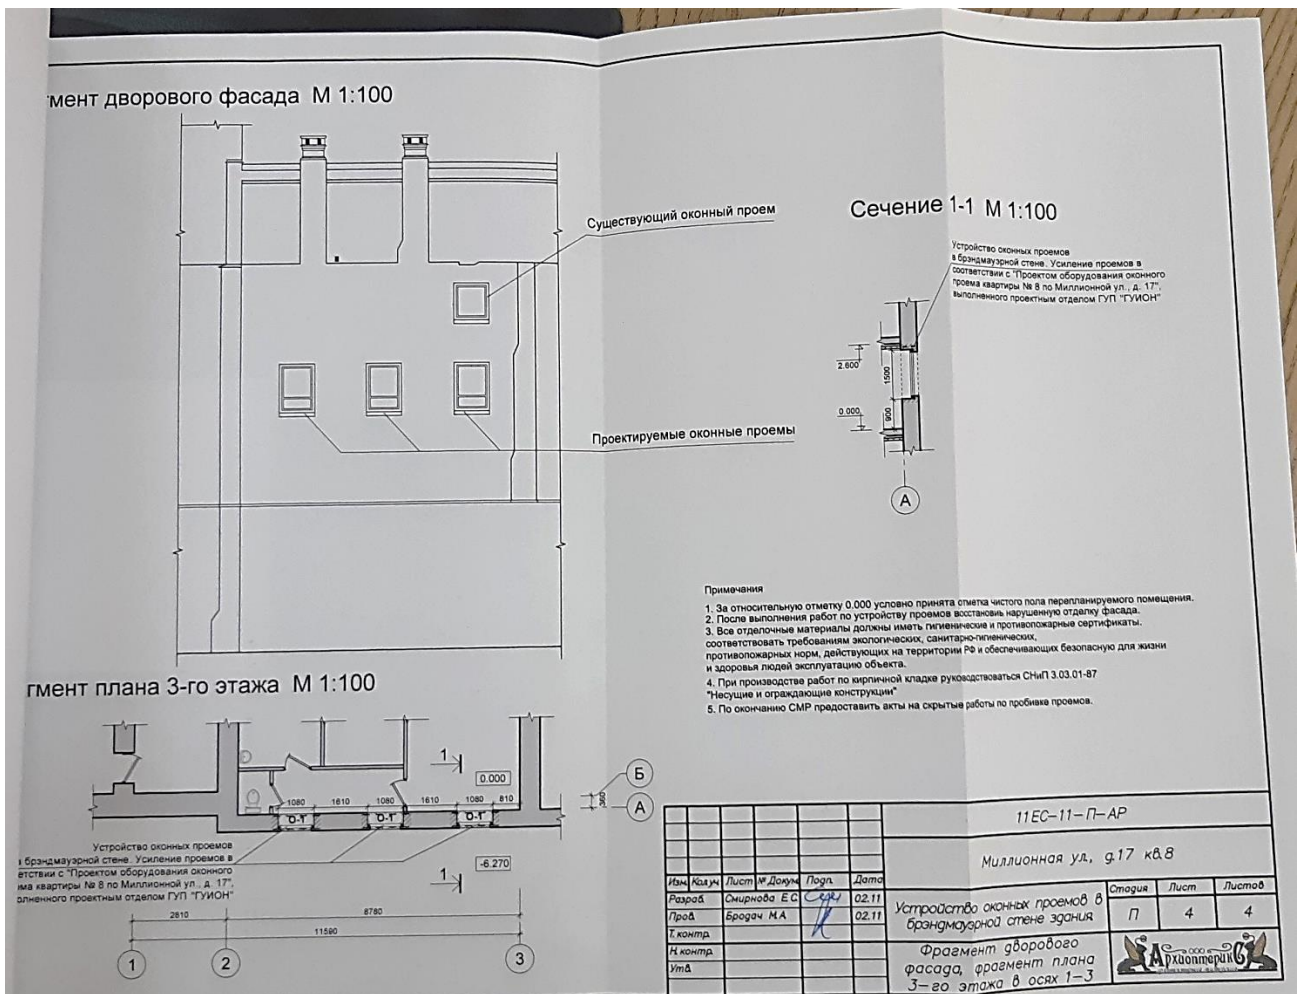 мент дворового фасада М 1:100
Существующий оконный проем
Проектируемые оконные проемы
Сечение 1-1 М 1:100
Устройство оконных проемов
в брэндмауэрной стене. Усиление проемов в
соответствии с "Проектом оборудования оконного
проема квартиры № 8 по Миллионной ул., д. 17",
выполненного проектным отделом ГУП "ГУИОН"
2.600
1500
0.000
900
А
Примечания
1. За относительную отметку 0.000 условно принята отметка чистого пола перепланируемого помещения.
2. После выполнения работ по устройству проемов восстановь нарушенную отделку фасада.
3. Все отделочные материалы должны иметь гигиенические и противопожарные сертификаты.
соответствовать требованиям экологических, санитарно-гигиенических,
противопожарных норм, действующих на территории РФ и обеспечивающих безопасную для жизни
и здоровья людей эксплуатацию объекта.
4. При производстве работ по кирпичной кладке руководствоваться СНиП 3.03.01-87
"Несущие и ограждающие конструкции"
5. По окончанию СМР предоставить акты на скрытые работы по пробивке проемов.
гмент плана 3-го этажа М 1:100
1
0.000
Б
А
360
1080 1610 1080 1610 1080 810
О-1 О-1 О-1
Устройство оконных проемов
в брэндмауэрной стене. Усиление проемов в
ветствии с "Проектом оборудования оконного
ма квартиры № 8 по Миллионной ул., д. 17",
олненного проектным отделом ГУП "ГУИОН"
-6.270
1
2810 8780
11590
1 2 3
11ЕС-11-П-АР
Миллионная ул., д.17 кв.8
Изм. Кол.уч Лист № Докум Подп. Дата
Разраб. Смирнова Е.С. 02.11
Пров. Бродач М.А. 02.11
Т. контр.
Н. контр.
Утв.
Устройство оконных проемов в
брэндмауэрной стене здания
Стадия Лист Листов
П 4 4
Фрагмент дворового
фасада, фрагмент плана
3-го этажа в осях 1-3
ООО
АрхиоптерикС